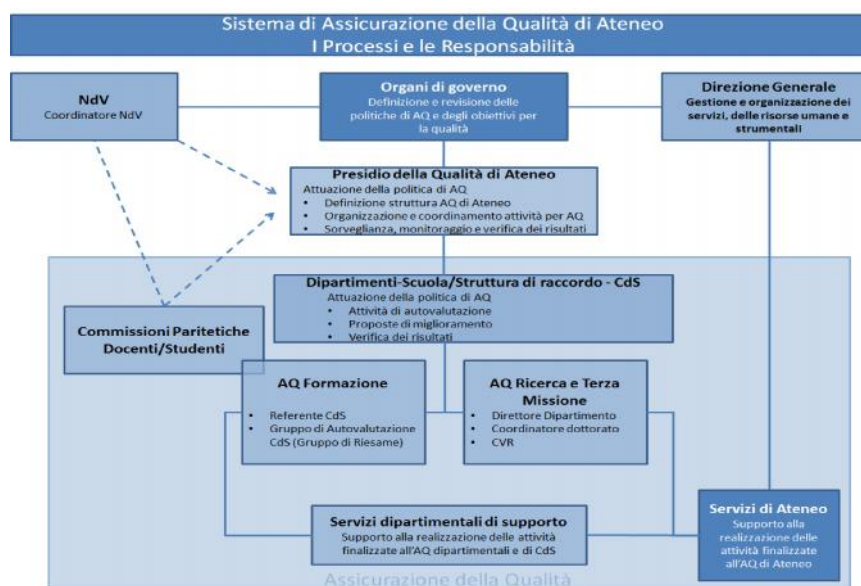 Sistema di Assicurazione della Qualità di Ateneo
I Processi e le Responsabilità
NdV
Coordinatore NdV
Organi di governo
Definizione e revisione delle
politiche di AQ e degli obiettivi per
la qualità
Direzione Generale
Gestione e organizzazione dei
servizi, delle risorse umane e
strumentali
Presidio della Qualità di Ateneo
Attuazione della politica di AQ
• Definizione struttura AQ di Ateneo
• Organizzazione e coordinamento attività per AQ
• Sorveglianza, monitoraggio e verifica dei risultati
Dipartimenti-Scuola/Struttura di raccordo - CdS
Attuazione della politica di AQ
• Attività di autovalutazione
• Proposte di miglioramento
• Verifica dei risultati
Commissioni Paritetiche
Docenti/Studenti
AQ Formazione
• Referente CdS
• Gruppo di Autovalutazione
CdS (Gruppo di Riesame)
AQ Ricerca e Terza
Missione
• Direttore Dipartimento
• Coordinatore dottorato
• CVR
Servizi dipartimentali di supporto
Supporto alla realizzazione delle attività
finalizzate all'AQ dipartimentali e di CdS
Servizi di Ateneo
Supporto alla
realizzazione delle
attività finalizzate
all'AQ di Ateneo
Assicurazione della Qualità